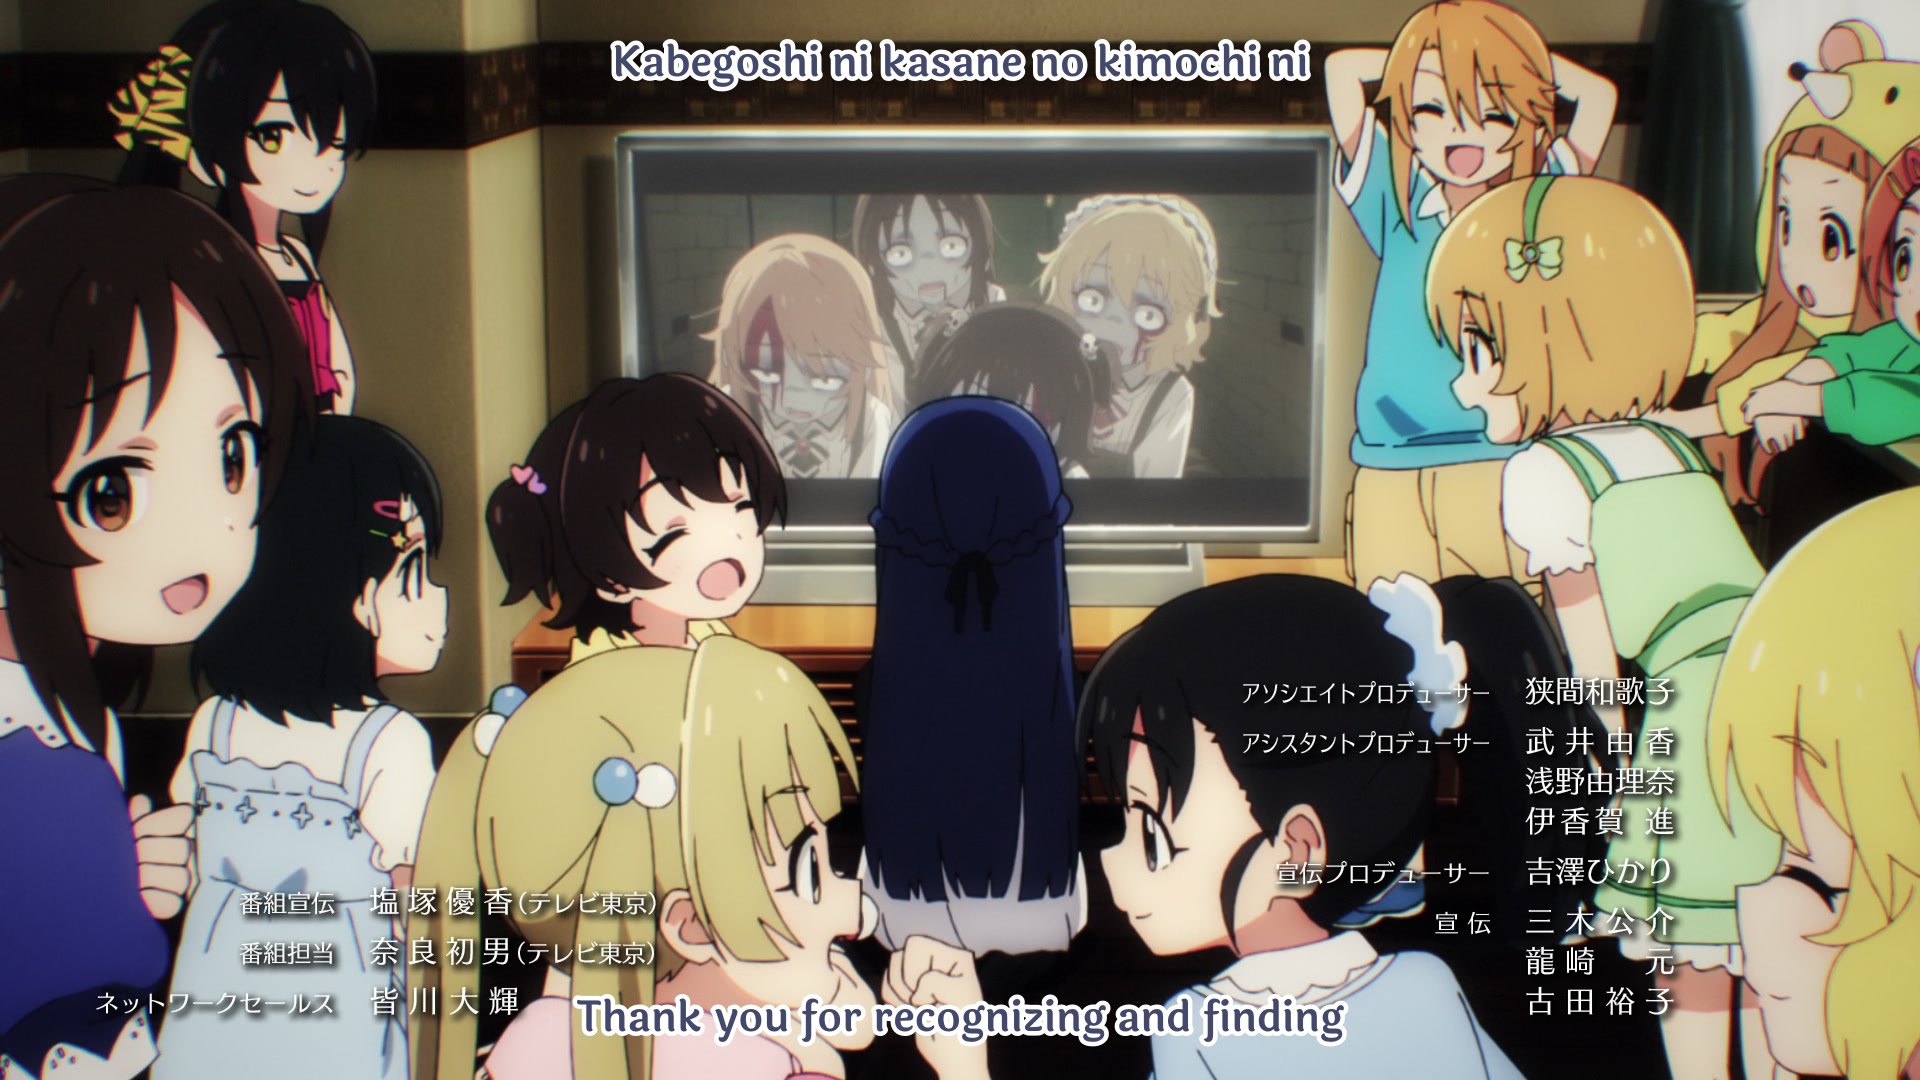 Kabegoshi ni kasane no kimochi ni
アソシエイトプロデューサー 狭間和歌子
アシスタントプロデューサー 武井由香
浅野由理奈
伊香賀 進
宣伝プロデューサー 吉澤ひかり
宣伝 三木公介
龍崎 元
古田裕子
番組宣伝 塩塚優香(テレビ東京)
番組担当 奈良初男(テレビ東京)
ネットワークセールス 皆川大輝
Thank you for recognizing and finding